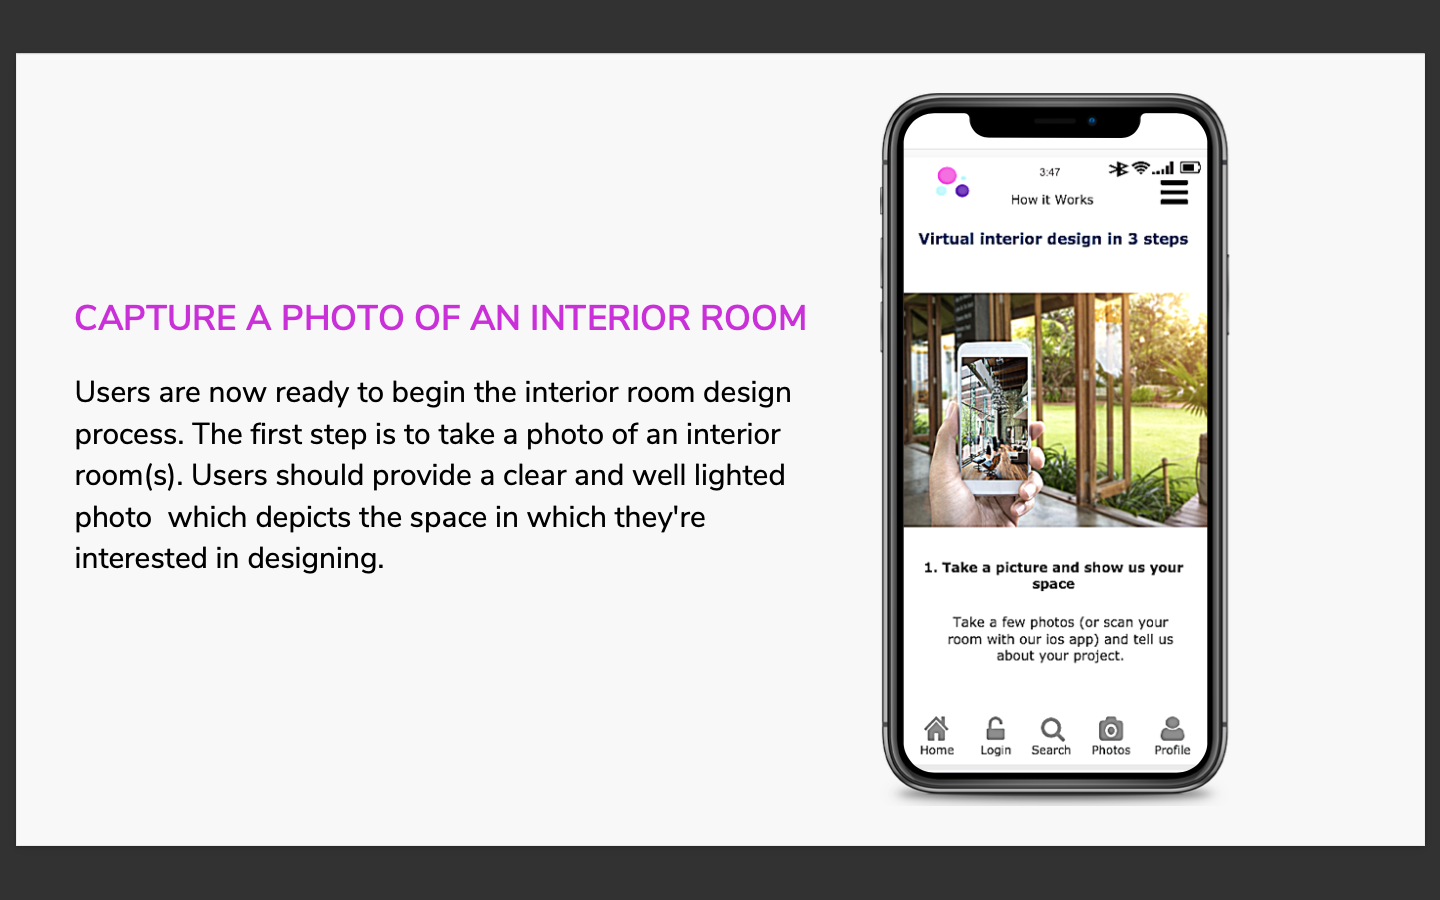 CAPTURE A PHOTO OF AN INTERIOR ROOM
Users are now ready to begin the interior room design
process. The first step is to take a photo of an interior
room(s). Users should provide a clear and well lighted
photo  which depicts the space in which they're
interested in designing.
3:47
How it Works
Virtual interior design in 3 steps
1. Take a picture and show us your
space
Take a few photos (or scan your
room with our ios app) and tell us
about your project.
Home Login Search Photos Profile